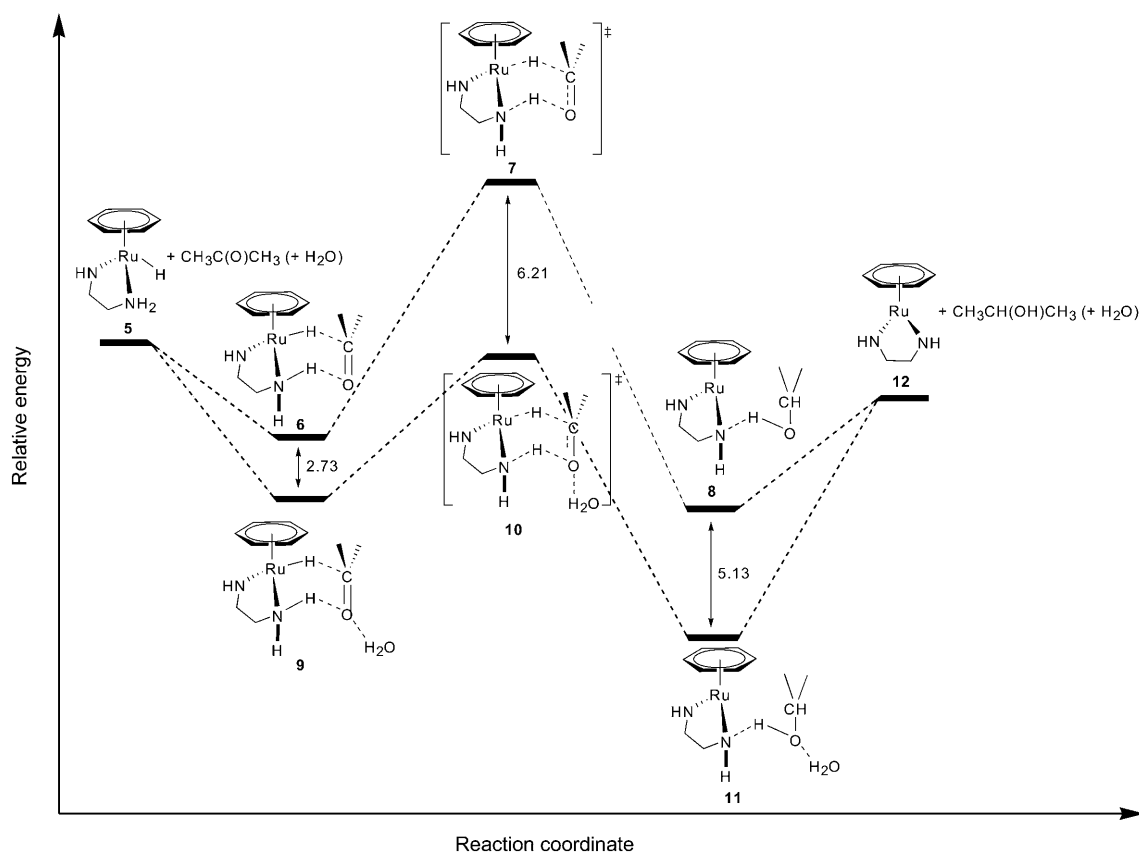 ‡
Ru
H
C
HN
H
N
O
H
7
Ru
H
+ CH3C(O)CH3 (+ H2O)
HN
NH2
5
6.21
Ru
H
C
HN
H
N
O
H
6
2.73
Ru
+ CH3CH(OH)CH3 (+ H2O)
HN
NH
12
‡
Ru
H
C
HN
H
N
O
H
H2O
10
Ru
HN
H
CH
N
O
H
8
5.13
Ru
H
C
HN
H
N
O
H
H2O
9
Ru
HN
H
CH
N
O
H
H2O
11
Relative energy
Reaction coordinate